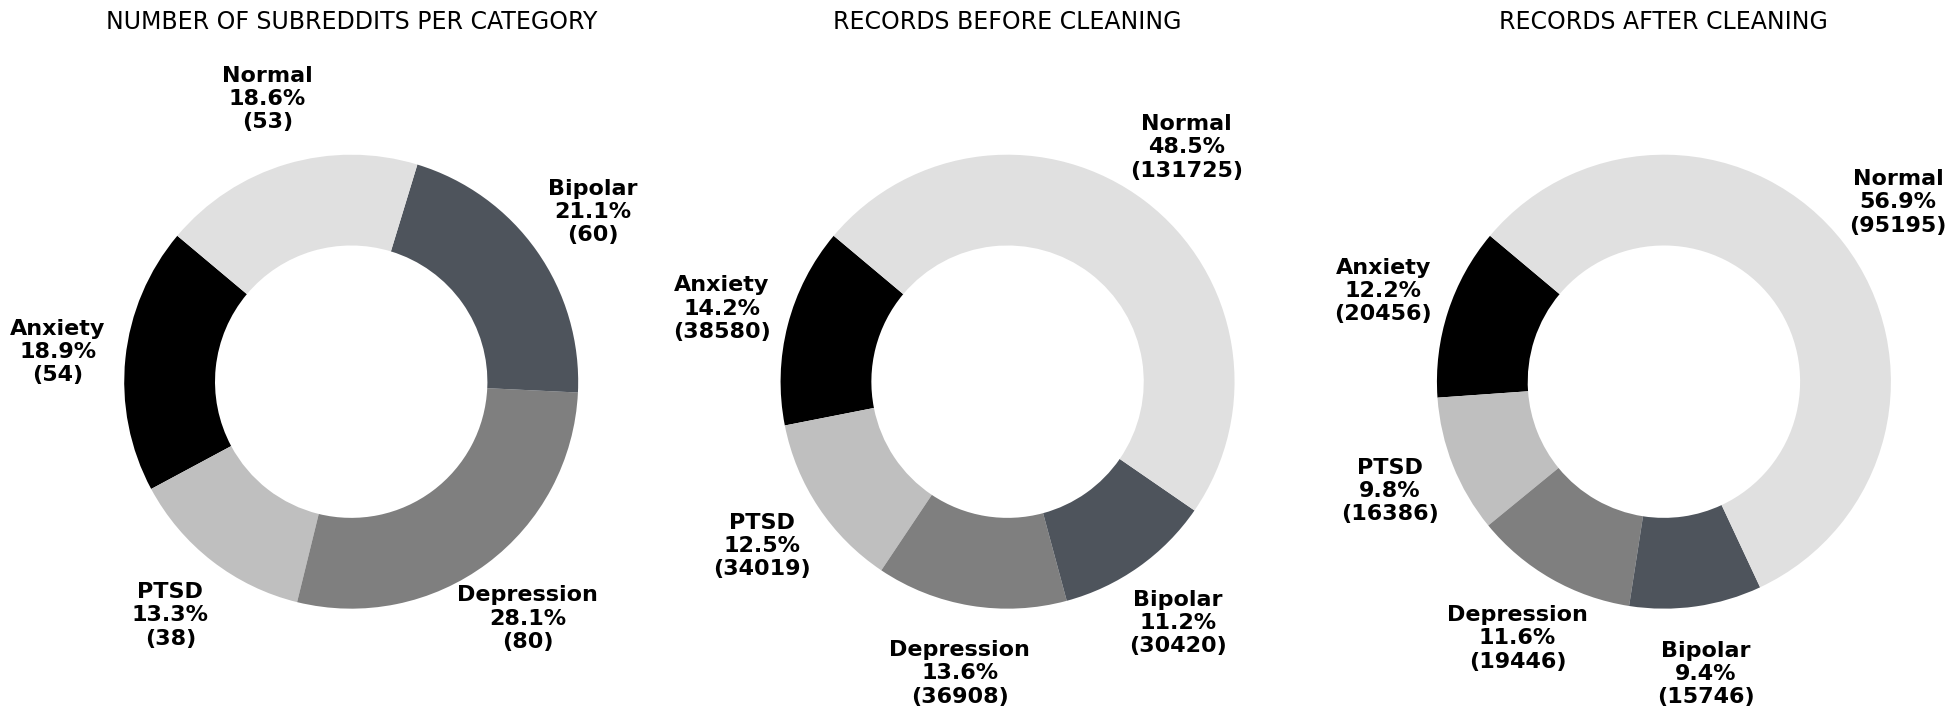 NUMBER OF SUBREDDITS PER CATEGORY
Normal
18.6%
(53)
Bipolar
21.1%
(60)
Anxiety
18.9%
(54)
PTSD
13.3%
(38)
Depression
28.1%
(80)
RECORDS BEFORE CLEANING
Normal
48.5%
(131725)
Anxiety
14.2%
(38580)
PTSD
12.5%
(34019)
Bipolar
11.2%
(30420)
Depression
13.6%
(36908)
RECORDS AFTER CLEANING
Normal
56.9%
(95195)
Anxiety
12.2%
(20456)
PTSD
9.8%
(16386)
Depression
11.6%
(19446)
Bipolar
9.4%
(15746)